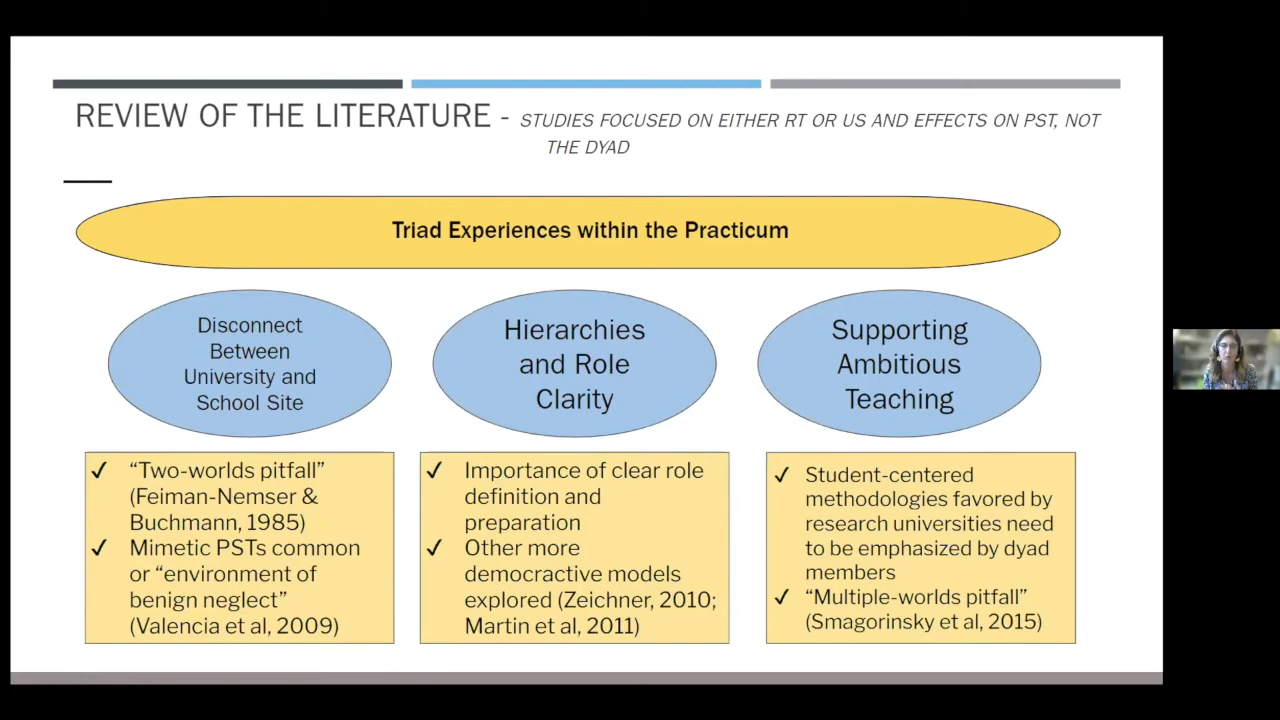 REVIEW OF THE LITERATURE - STUDIES FOCUSED ON EITHER RT OR US AND EFFECTS ON PST, NOT
THE DYAD
Triad Experiences within the Practicum
Disconnect
Between
University and
School Site
Hierarchies
and Role
Clarity
Supporting
Ambitious
Teaching
✓ “Two-worlds pitfall”
(Feiman-Nemser &
Buchmann, 1985)
✓ Mimetic PSTs common
or “environment of
benign neglect”
(Valencia et al, 2009)
✓ Importance of clear role
definition and
preparation
✓ Other more
democractive models
explored (Zeichner, 2010;
Martin et al, 2011)
✓ Student-centered
methodologies favored by
research universities need
to be emphasized by dyad
members
✓ “Multiple-worlds pitfall”
(Smagorinsky et al, 2015)